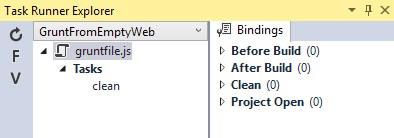 Task Runner Explorer
GruntFromEmptyWeb
F
V
gruntfile.js
Tasks
clean
Bindings
Before Build (0)
After Build (0)
Clean (0)
Project Open (0)